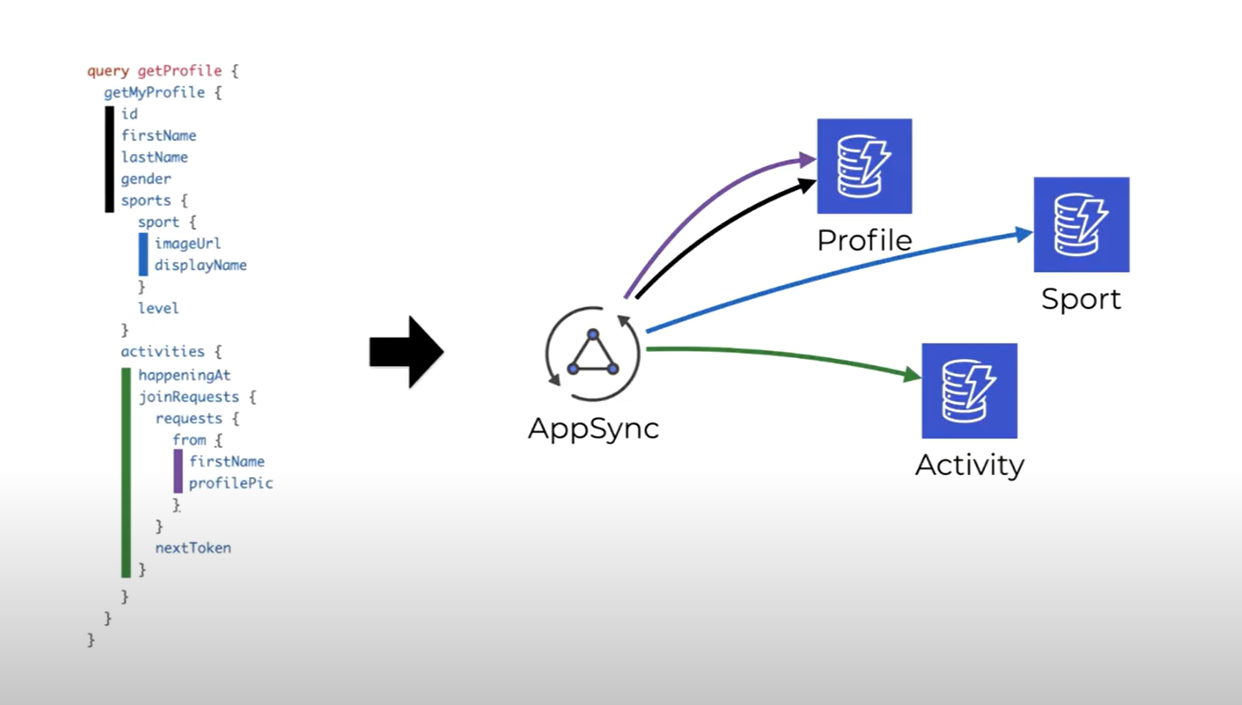 query getProfile {
getMyProfile {
id
firstName
lastName
gender
sports {
sport {
imageUrl
displayName
}
level
}
activities {
happeningAt
joinRequests {
requests {
from {
firstName
profilePic
}
}
nextToken
}
}
}
}
AppSync
Profile
Sport
Activity